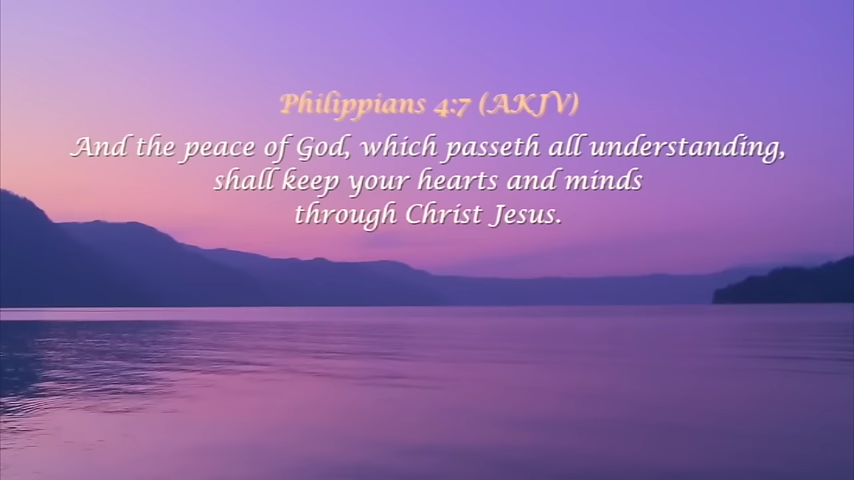 Philippians 4:7 (AKJV)
And the peace of God, which passeth all understanding,
shall keep your hearts and minds
through Christ Jesus.